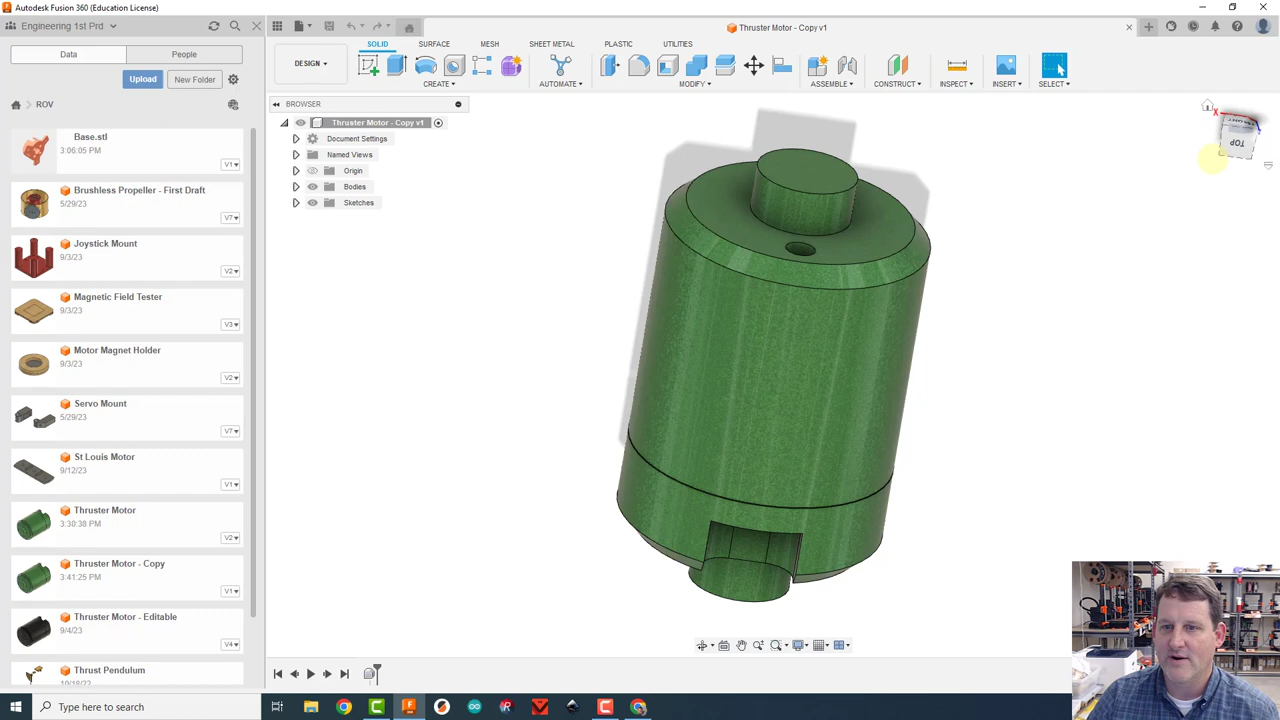 Autodesk Fusion 360 (Education License)
Engineering 1st Prd
Thruster Motor - Copy v1
Data
People
Upload
New Folder
ROV
Base.stl
3:06:05 PM
V1
Brushless Propeller - First Draft
5/29/23
V7
Joystick Mount
9/3/23
V2
Magnetic Field Tester
9/3/23
V3
Motor Magnet Holder
9/3/23
V2
Servo Mount
5/29/23
V7
St Louis Motor
9/12/23
V1
Thruster Motor
3:30:38 PM
V2
Thruster Motor - Copy
3:41:25 PM
V1
Thruster Motor - Editable
9/4/23
V4
Thrust Pendulum
10/18/23
DESIGN
SOLID
SURFACE
MESH
SHEET METAL
PLASTIC
UTILITIES
CREATE
AUTOMATE
MODIFY
ASSEMBLE
CONSTRUCT
INSPECT
INSERT
SELECT
BROWSER
Thruster Motor - Copy v1
Document Settings
Named Views
Origin
Bodies
Sketches
X
TOP
Type here to search